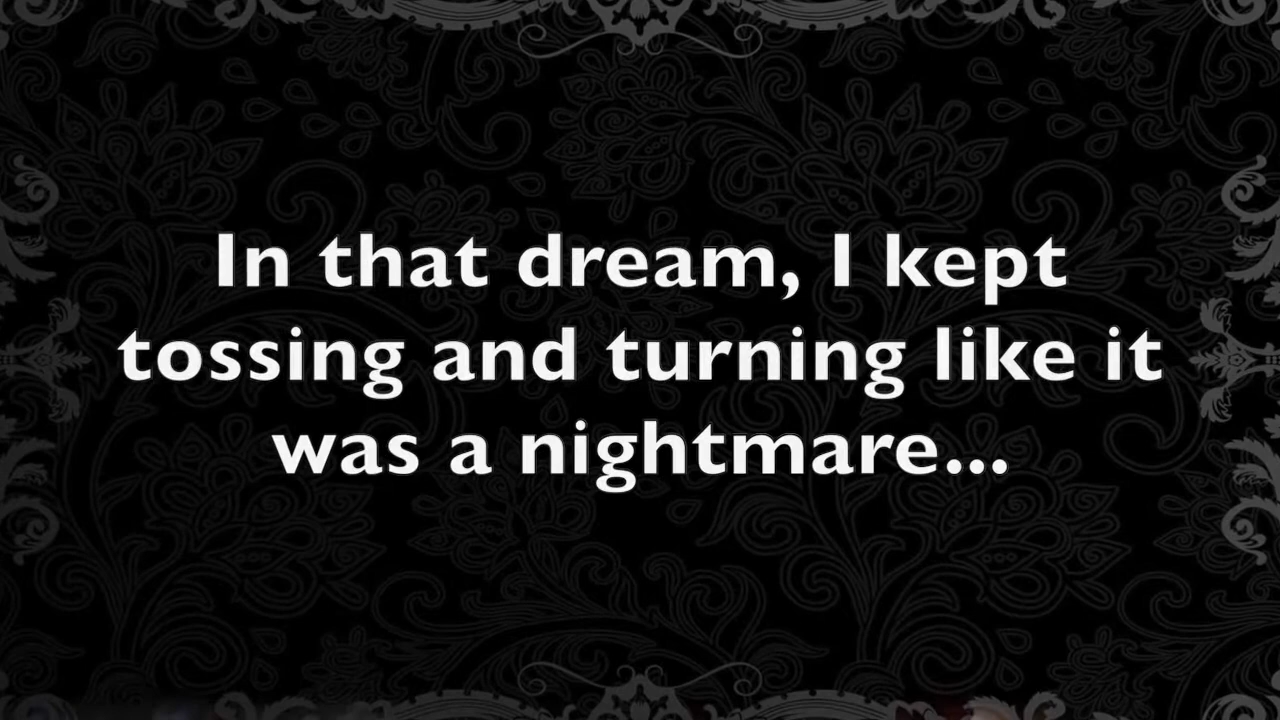 In that dream, I kept
tossing and turning like it
was a nightmare...